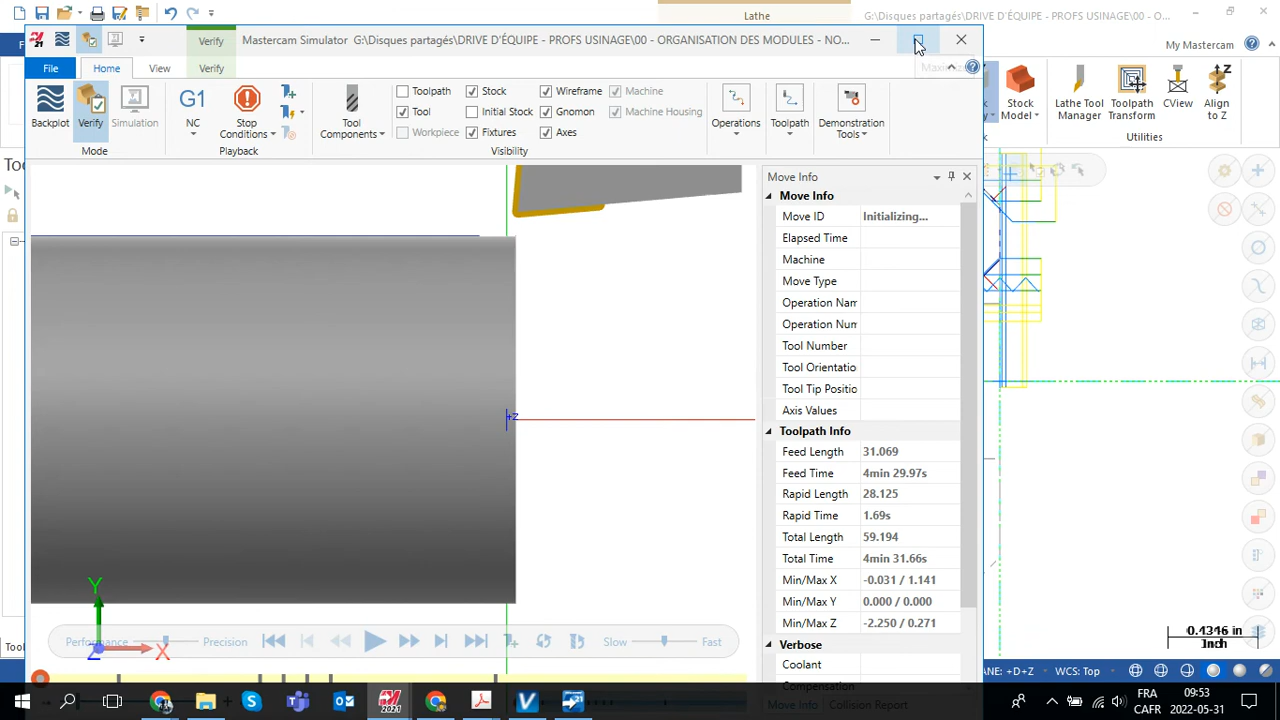 Lathe
G:\Disques partagés\DRIVE D'ÉQUIPE - PROFS USINAGE\00 - O...
Verify
Mastercam Simulator G:\Disques partagés\DRIVE D'ÉQUIPE - PROFS USINAGE\00 - ORGANISATION DES MODULES - NO...
My Mastercam
File
Home
View
Verify
Backplot
Verify
Simulation
Mode
G1
NC
Stop
Conditions
Playback
Tool
Components
Toolpath
Stock
Wireframe
Machine
Tool
Initial Stock
Gnomon
Machine Housing
Workpiece
Fixtures
Axes
Visibility
Operations
Toolpath
Demonstration
Tools
Stock
Model
Lathe Tool
Manager
Toolpath
Transform
CView
Align
to Z
Utilities
Move Info
Move Info
Move ID Initializing...
Elapsed Time
Machine
Move Type
Operation Nam
Operation Num
Tool Number
Tool Orientatio
Tool Tip Positio
Axis Values
Toolpath Info
Feed Length 31.069
Feed Time 4min 29.97s
Rapid Length 28.125
Rapid Time 1.69s
Total Length 59.194
Total Time 4min 31.66s
Min/Max X -0.031 / 1.141
Min/Max Y 0.000 / 0.000
Min/Max Z -2.250 / 0.271
Verbose
Coolant
Compensation
Move Info
Collision Report
+Z
Y
Z
X
Performance
Precision
Slow
Fast
0.4346 in
Inch
ANE: +D+Z
WCS: Top
FRA
CAFR
09:53
2022-05-31